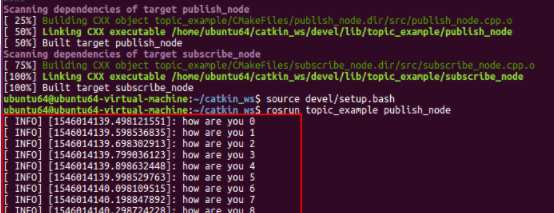 Scanning dependencies of target publish_node
[ 25%] Building CXX object topic_example/CMakeFiles/publish_node.dir/src/publish_node.cpp.o
[ 50%] Linking CXX executable /home/ubuntu64/catkin_ws/devel/lib/topic_example/publish_node
[ 50%] Built target publish_node
Scanning dependencies of target subscribe_node
[ 75%] Building CXX object topic_example/CMakeFiles/subscribe_node.dir/src/subscribe_node.cpp.o
[100%] Linking CXX executable /home/ubuntu64/catkin_ws/devel/lib/topic_example/subscribe_node
[100%] Built target subscribe_node
ubuntu64@ubuntu64-virtual-machine:~/catkin_ws$ source devel/setup.bash
ubuntu64@ubuntu64-virtual-machine:~/catkin_ws$ rosrun topic_example publish_node
[ INFO] [1546014139.498121551]: how are you 0
[ INFO] [1546014139.598536835]: how are you 1
[ INFO] [1546014139.698302913]: how are you 2
[ INFO] [1546014139.799036123]: how are you 3
[ INFO] [1546014139.898632448]: how are you 4
[ INFO] [1546014139.998529763]: how are you 5
[ INFO] [1546014140.098109515]: how are you 6
[ INFO] [1546014140.198847892]: how are you 7
[ INFO] [1546014140.298724228]: how are you 8